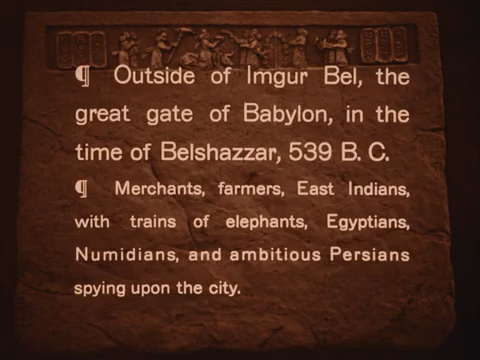 ¶ Outside of Imgur Bel, the
great gate of Babylon, in the
time of Belshazzar, 539 B. C.
¶ Merchants, farmers, East Indians,
with trains of elephants, Egyptians,
Numidians, and ambitious Persians
spying upon the city.